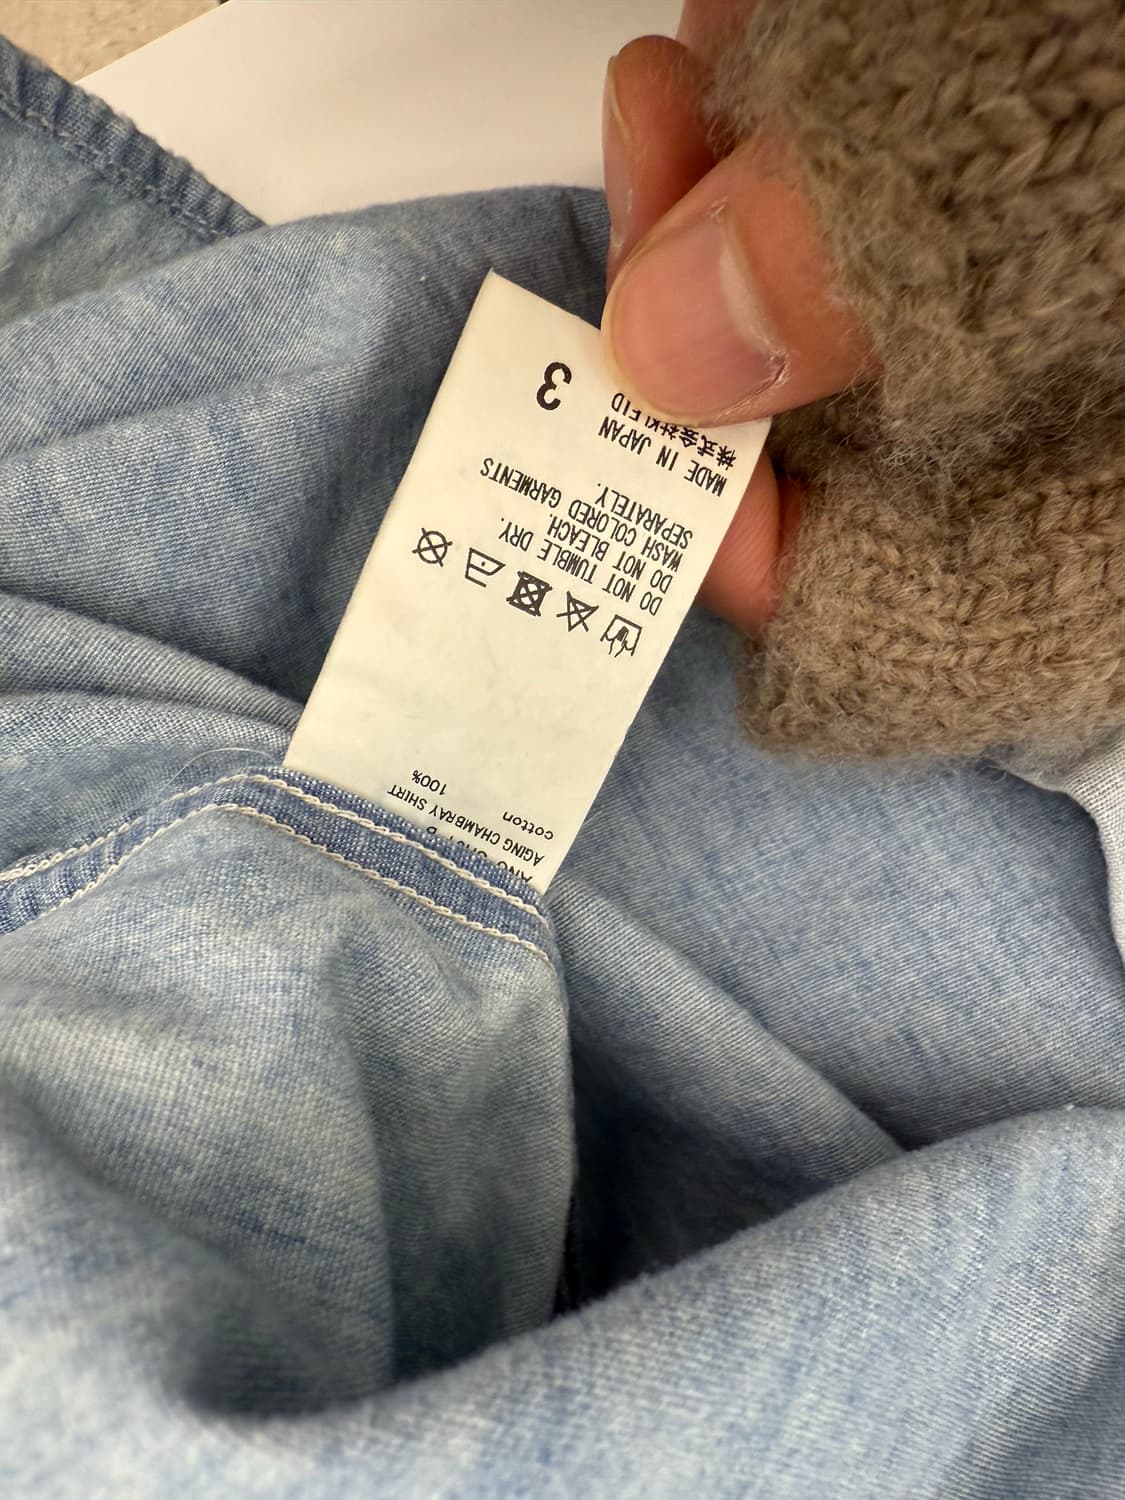 AGING CHAMBRAY SHIRT
cotton 100%
DO NOT TUMBLE DRY.
DO NOT BLEACH.
WASH COLORED GARMENTS
SEPARATELY.
MADE IN JAPAN
株式会社KLEID
3